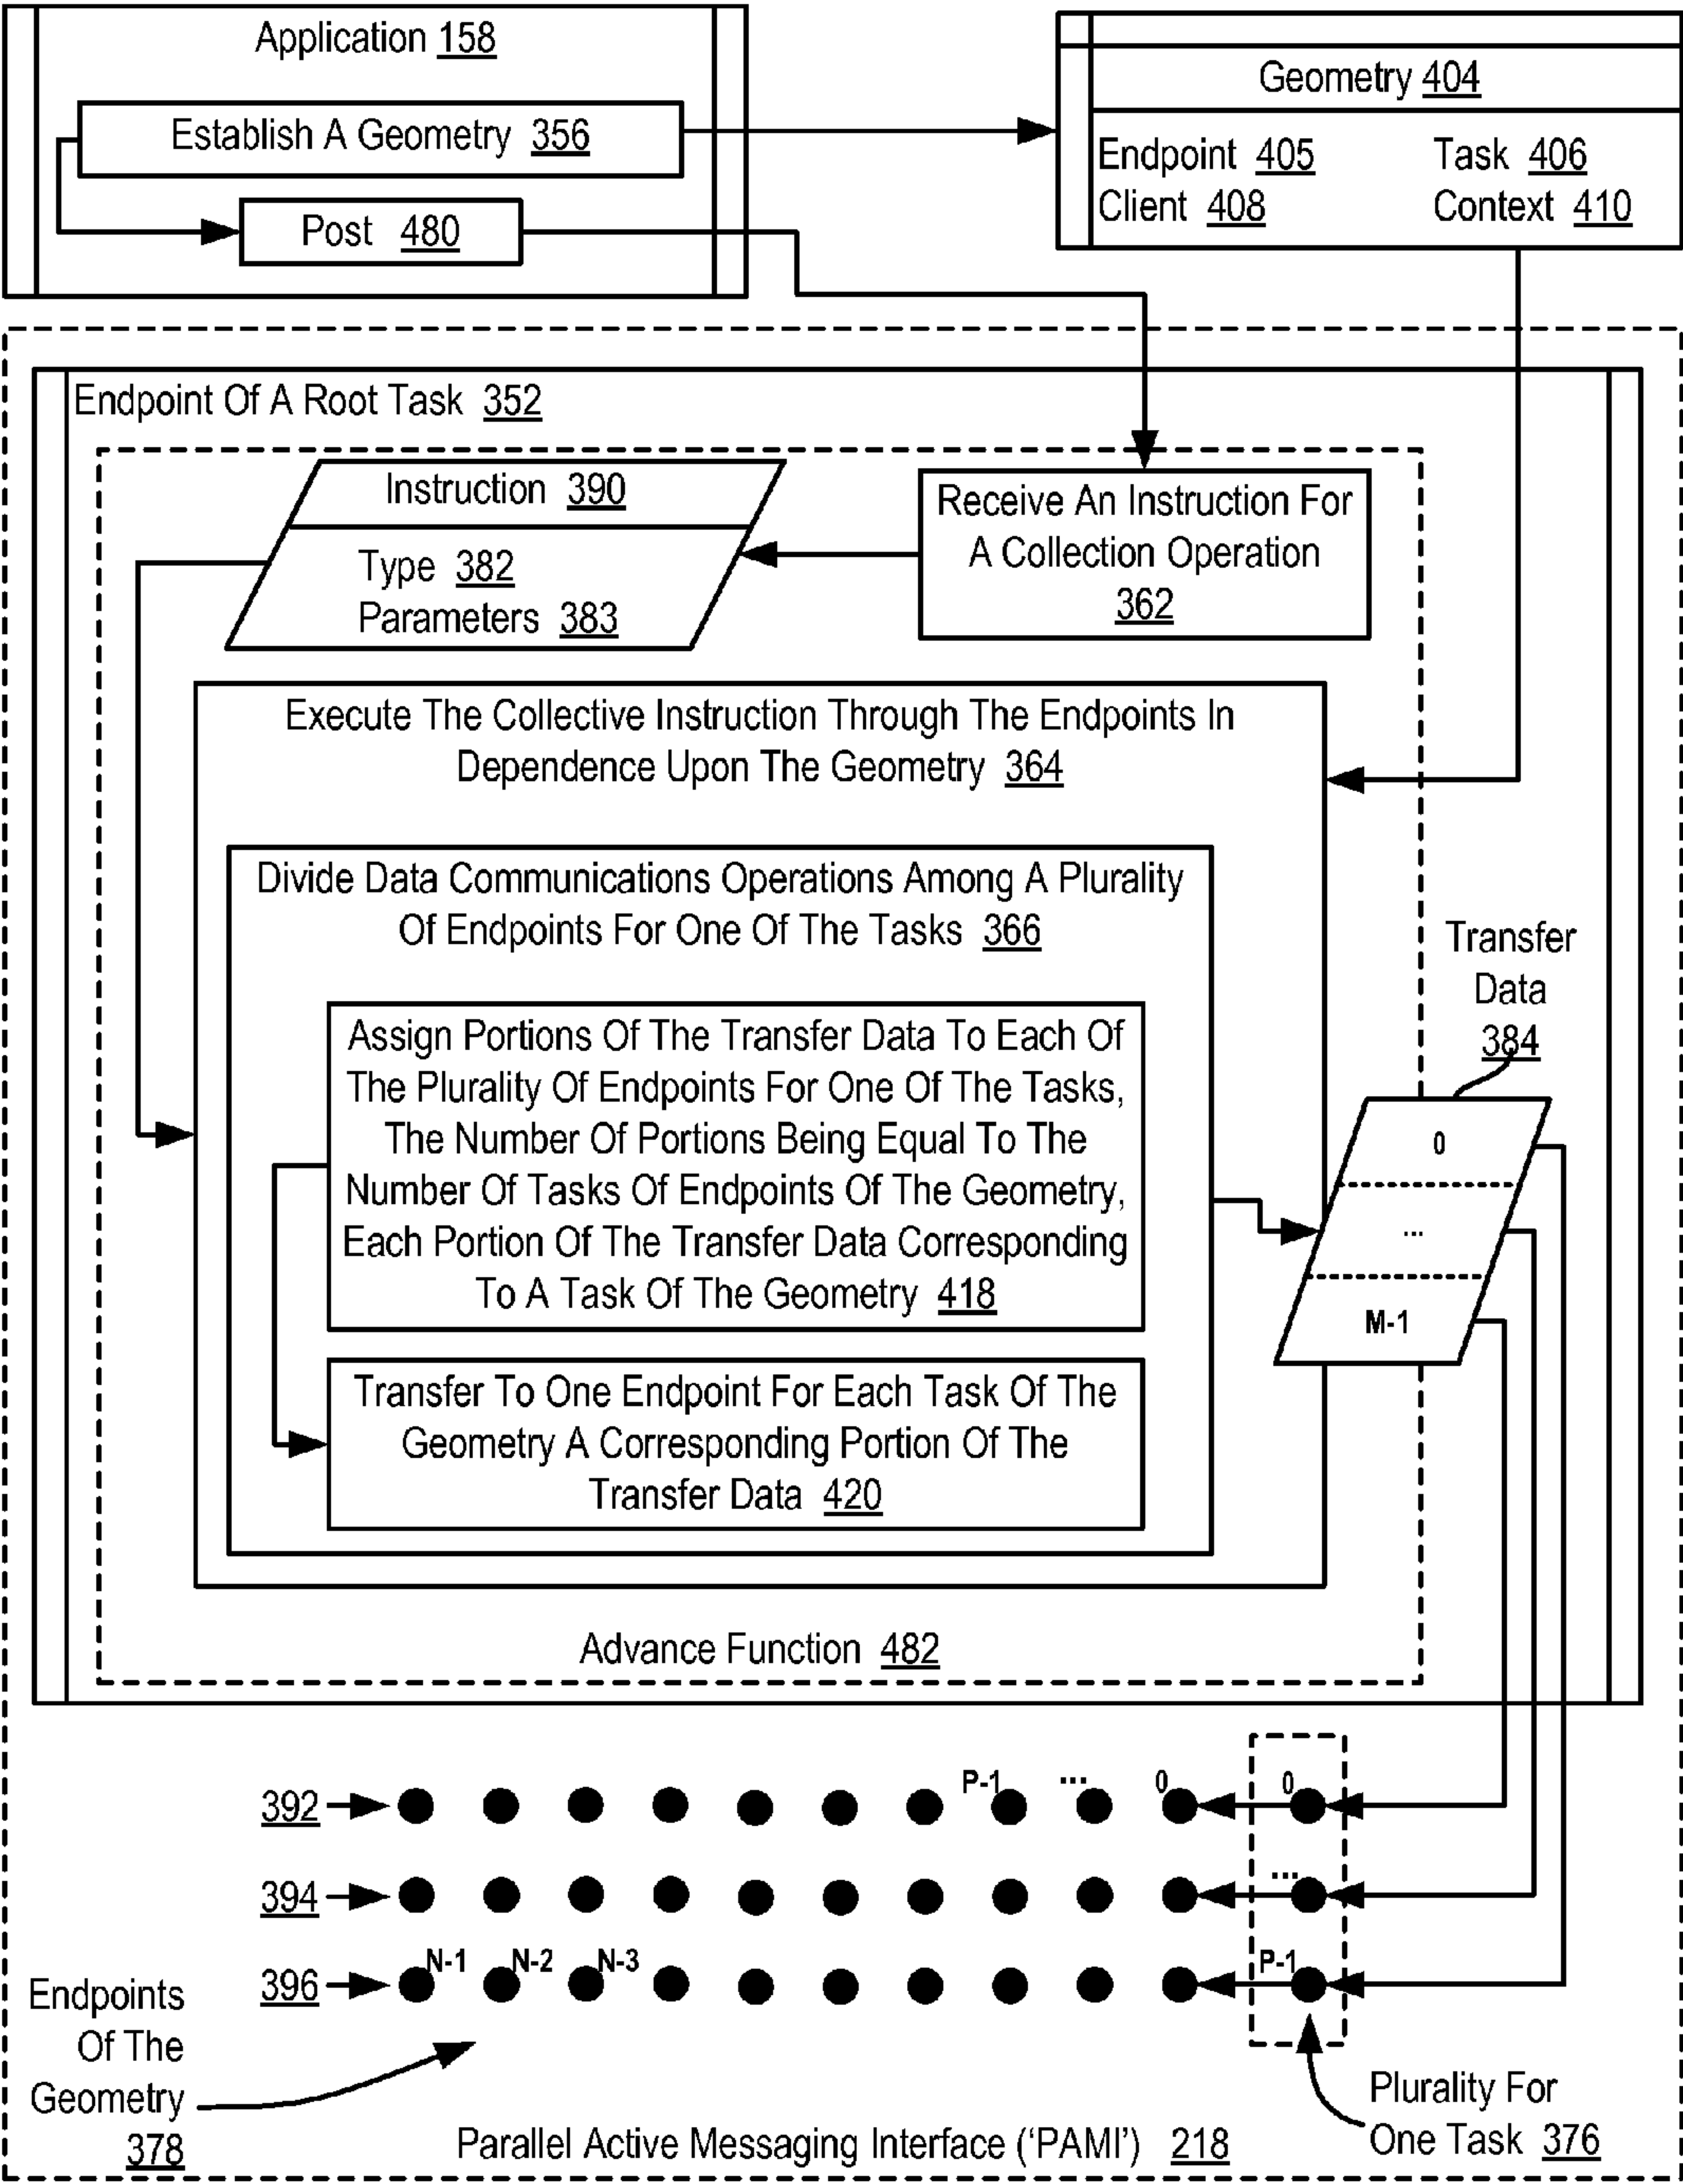 Application 158
Establish A Geometry 356
Post 480
Geometry 404
Endpoint 405 Task 406
Client 408 Context 410
Endpoint Of A Root Task 352
Instruction 390
Type 382
Parameters 383
Receive An Instruction For
A Collection Operation
362
Execute The Collective Instruction Through The Endpoints In
Dependence Upon The Geometry 364
Divide Data Communications Operations Among A Plurality
Of Endpoints For One Of The Tasks 366
Assign Portions Of The Transfer Data To Each Of
The Plurality Of Endpoints For One Of The Tasks,
The Number Of Portions Being Equal To The
Number Of Tasks Of Endpoints Of The Geometry,
Each Portion Of The Transfer Data Corresponding
To A Task Of The Geometry 418
Transfer To One Endpoint For Each Task Of The
Geometry A Corresponding Portion Of The
Transfer Data 420
Transfer
Data
384
0
...
M-1
Advance Function 482
392 P-1 ... 0 0
394 ...
396 N-1 N-2 N-3 P-1
Endpoints
Of The
Geometry
378
Parallel Active Messaging Interface (‘PAMI’) 218
Plurality For
One Task 376